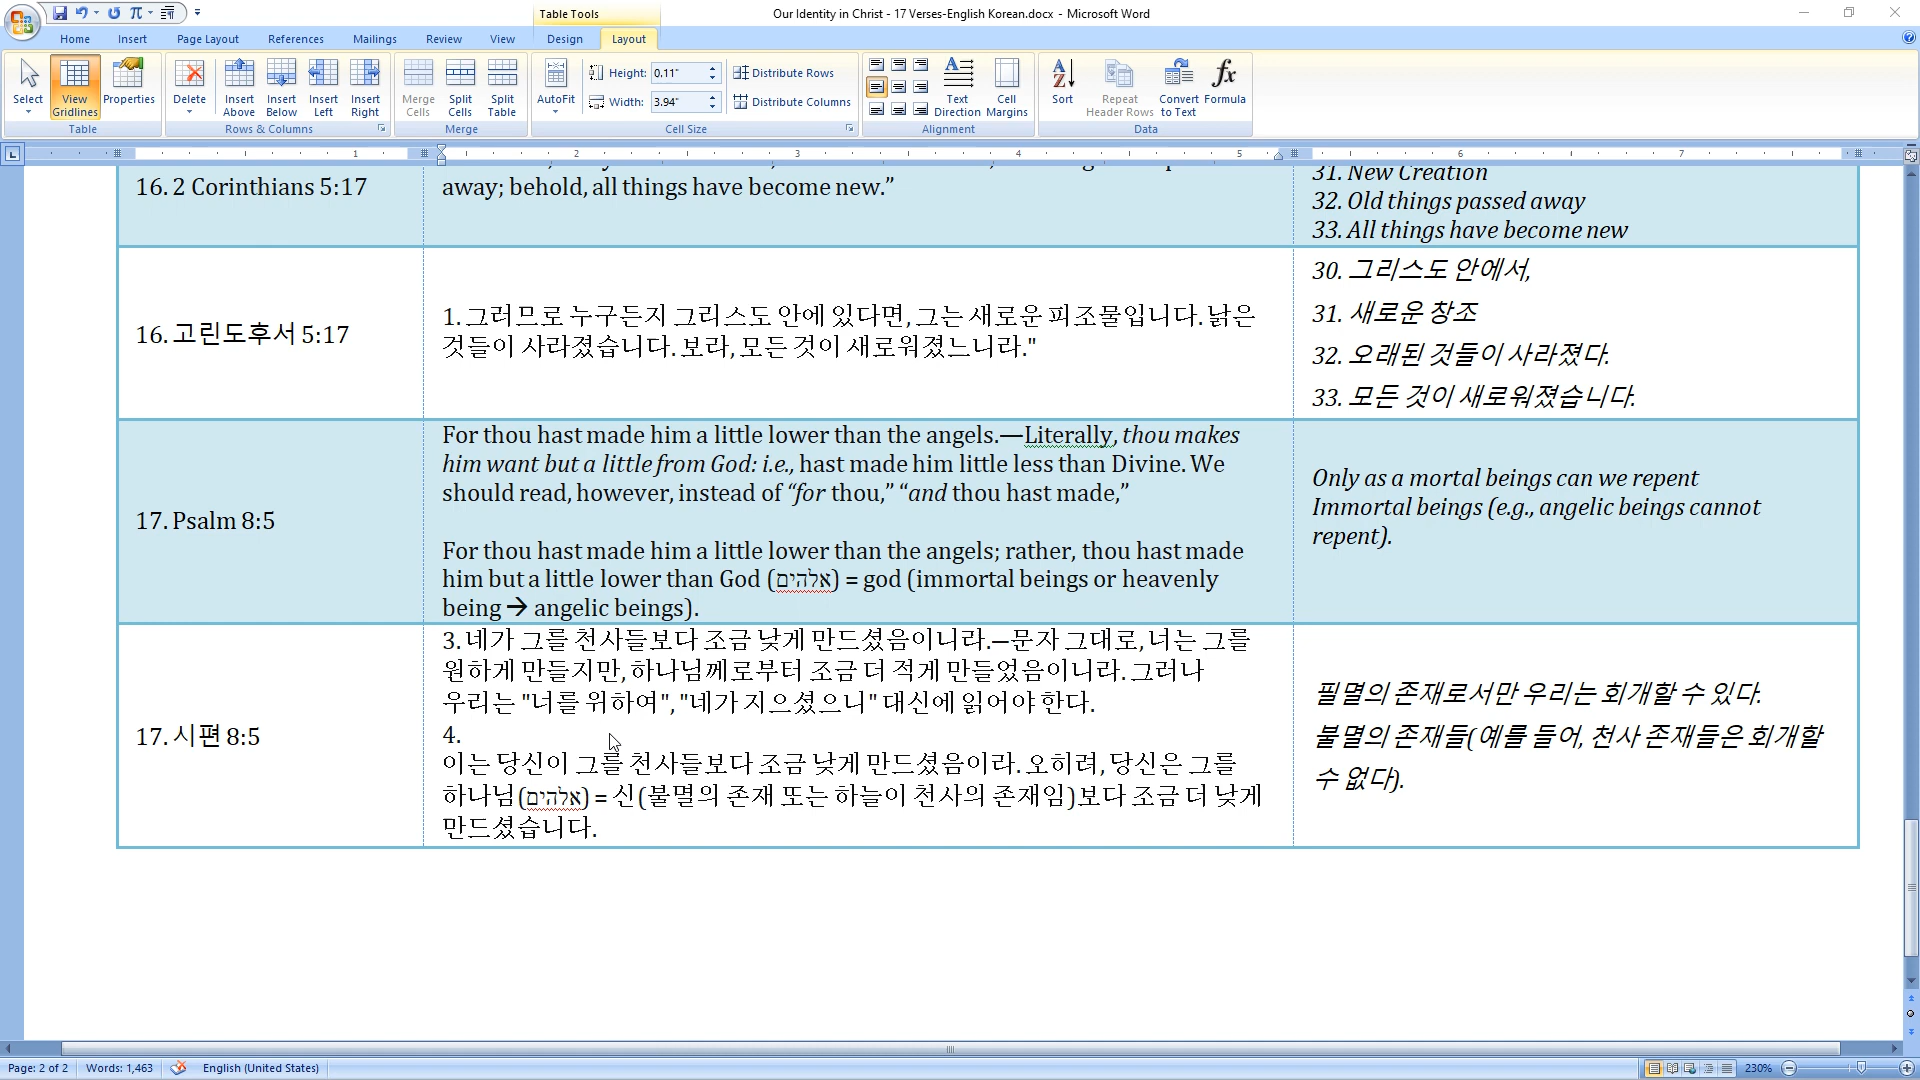 Table Tools
Our Identity in Christ - 17 Verses-English Korean.docx - Microsoft Word
Home Insert Page Layout References Mailings Review View Design Layout
Select View Gridlines Properties Delete Insert Above Insert Below Insert Left Insert Right Merge Cells Split Cells Split Table AutoFit Height: 0.11" Width: 3.94" Distribute Rows Distribute Columns Text Direction Cell Margins Sort Repeat Header Rows Convert to Text Formula
Table Rows & Columns Merge Cell Size Alignment Data
1 2 3 4 5 6 7
16. 2 Corinthians 5:17
away; behold, all things have become new.”
31. New Creation
32. Old things passed away
33. All things have become new
16. 고린도후서 5:17
1. 그러므로 누구든지 그리스도 안에 있다면, 그는 새로운 피조물입니다. 낡은
것들이 사라졌습니다. 보라, 모든 것이 새로워졌느니라."
30. 그리스도 안에서,
31. 새로운 창조
32. 오래된 것들이 사라졌다.
33. 모든 것이 새로워졌습니다.
17. Psalm 8:5
For thou hast made him a little lower than the angels.—Literally, thou makes
him want but a little from God: i.e., hast made him little less than Divine. We
should read, however, instead of “for thou,” “and thou hast made,”
For thou hast made him a little lower than the angels; rather, thou hast made
him but a little lower than God (אלהים) = god (immortal beings or heavenly
being → angelic beings).
Only as a mortal beings can we repent
Immortal beings (e.g., angelic beings cannot
repent).
17. 시편 8:5
3. 네가 그를 천사들보다 조금 낮게 만드셨음이니라.—문자 그대로, 너는 그를
원하게 만들지만, 하나님께로부터 조금 더 적게 만들었음이니라. 그러나
우리는 "너를 위하여", "네가 지으셨으니" 대신에 읽어야 한다.
4.
이는 당신이 그를 천사들보다 조금 낮게 만드셨음이라. 오히려, 당신은 그를
하나님(אלהים) = 신(불멸의 존재 또는 하늘이 천사의 존재임)보다 조금 더 낮게
만드셨습니다.
필멸의 존재로서만 우리는 회개할 수 있다.
불멸의 존재들(예를 들어, 천사 존재들은 회개할
수 없다).
Page: 2 of 2 Words: 1,463 English (United States) 230%